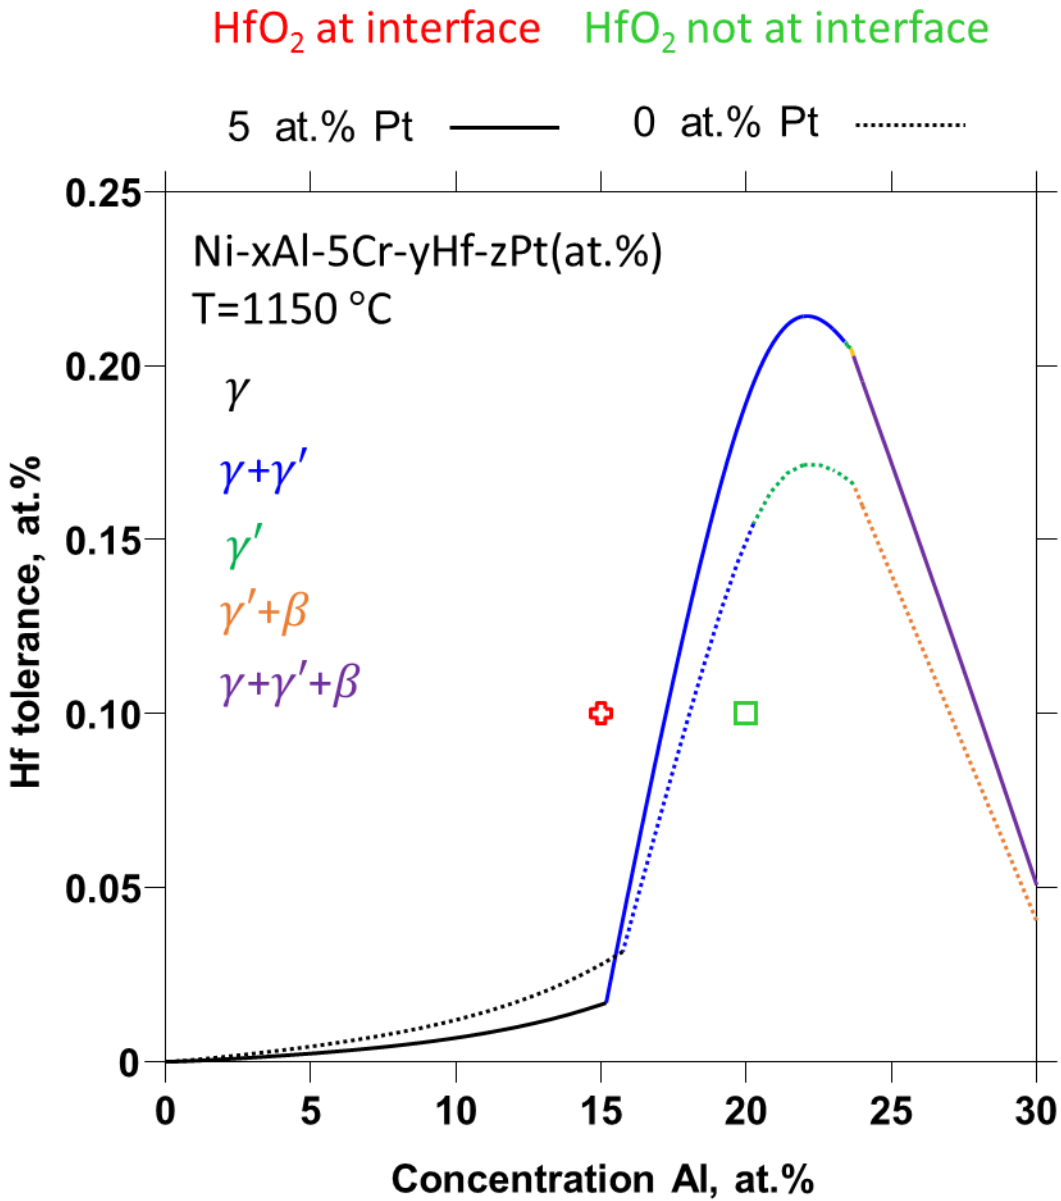 HfO₂ at interface HfO₂ not at interface
5 at.% Pt 0 at.% Pt
Ni-xAl-5Cr-yHf-zPt(at.%)
T=1150 °C
γ
γ+γ′
γ′
γ′+β
γ+γ′+β
Hf tolerance, at.%
0.25
0.20
0.15
0.10
0.05
0
0 5 10 15 20 25 30
Concentration Al, at.%